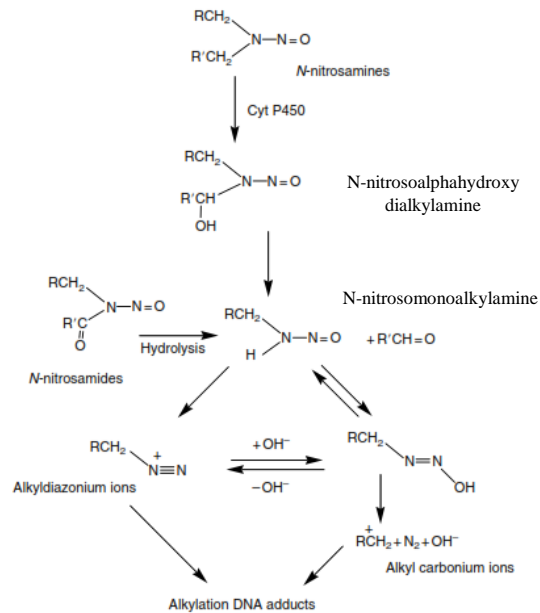 RCH₂
N—N=O
R'CH₂
N-nitrosamines
Cyt P450
RCH₂
N—N=O
R'CH
OH
N-nitrosoalphahydroxy
dialkylamine
RCH₂
N—N=O
R'C
O
N-nitrosamides
Hydrolysis
N-nitrosomonoalkylamine
RCH₂
N—N=O
H
+R'CH=O
RCH₂
+
N≡N
Alkyldiazonium ions
+OH⁻
−OH⁻
RCH₂
N=N
OH
+
RCH₂+N₂+OH⁻
Alkyl carbonium ions
Alkylation DNA adducts